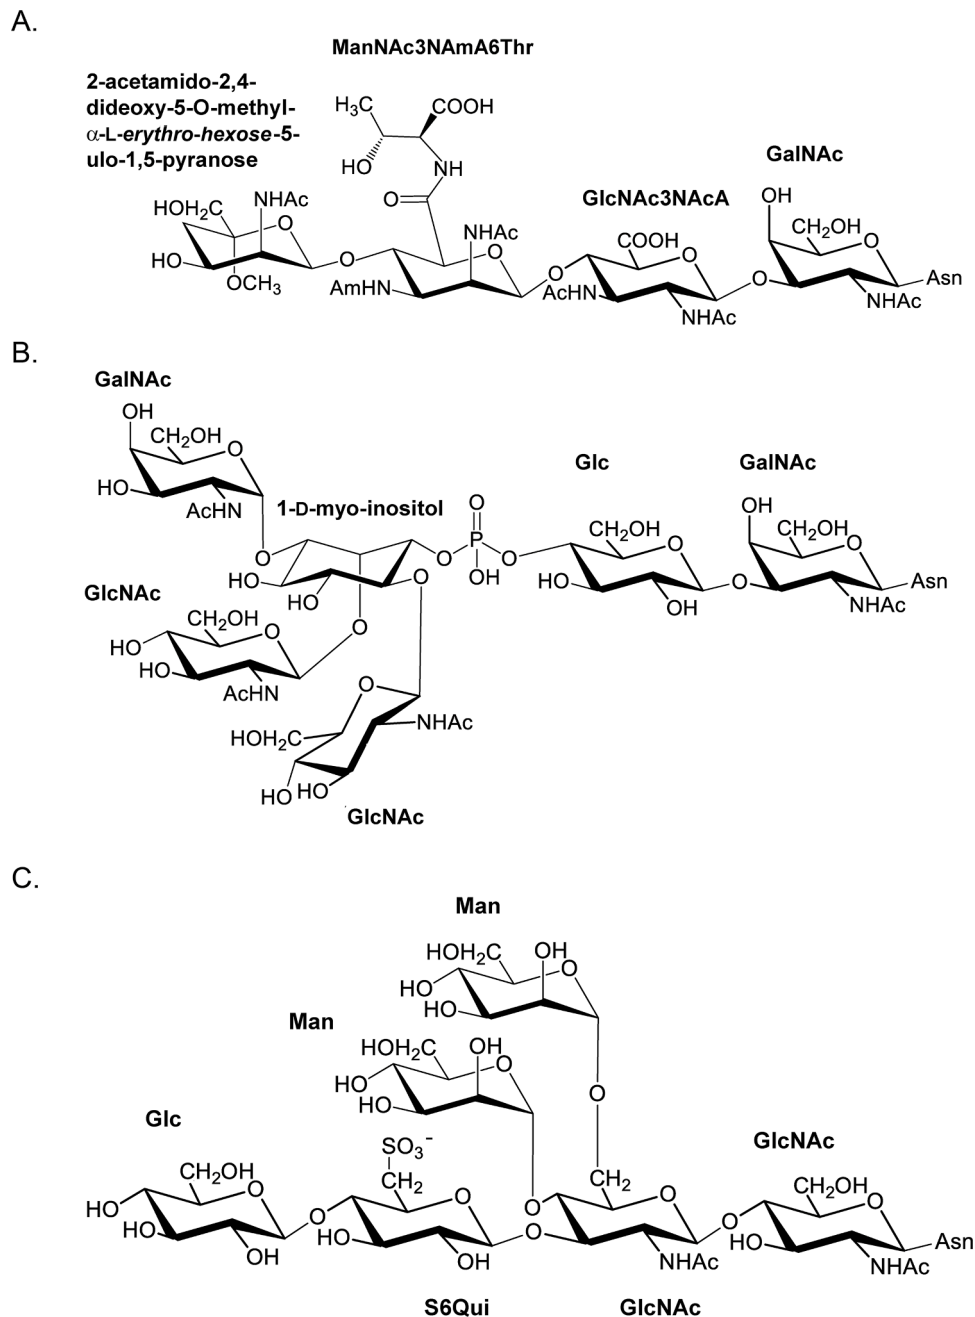 A.
ManNAc3NAmA6Thr
2-acetamido-2,4-
dideoxy-5-O-methyl-
α-L-erythro-hexose-5-
ulo-1,5-pyranose
H₃C
COOH
HO
NH
O
GalNAc
OH
GlcNAc3NAcA
HOH₂C
NHAc
O
HO
OCH₃
O
NHAc
O
AmHN
O
COOH
O
AcHN
NHAc
O
CH₂OH
O
NHAc
Asn
B.
GalNAc
OH
CH₂OH
O
HO
AcHN
1-D-myo-inositol
Glc
GalNAc
O
O
P
O
OH
O
HO
HO
O
CH₂OH
O
HO
OH
O
OH
CH₂OH
O
NHAc
Asn
GlcNAc
CH₂OH
O
HO
HO
AcHN
O
O
NHAc
HOH₂C
HO
HO
GlcNAc
C.
Man
HOH₂C
OH
O
HO
HO
Man
HOH₂C
OH
O
HO
HO
O
Glc
CH₂OH
O
HO
HO
OH
O
SO₃⁻
CH₂
O
HO
OH
O
O
CH₂
O
NHAc
O
GlcNAc
CH₂OH
O
HO
NHAc
Asn
S6Qui
GlcNAc